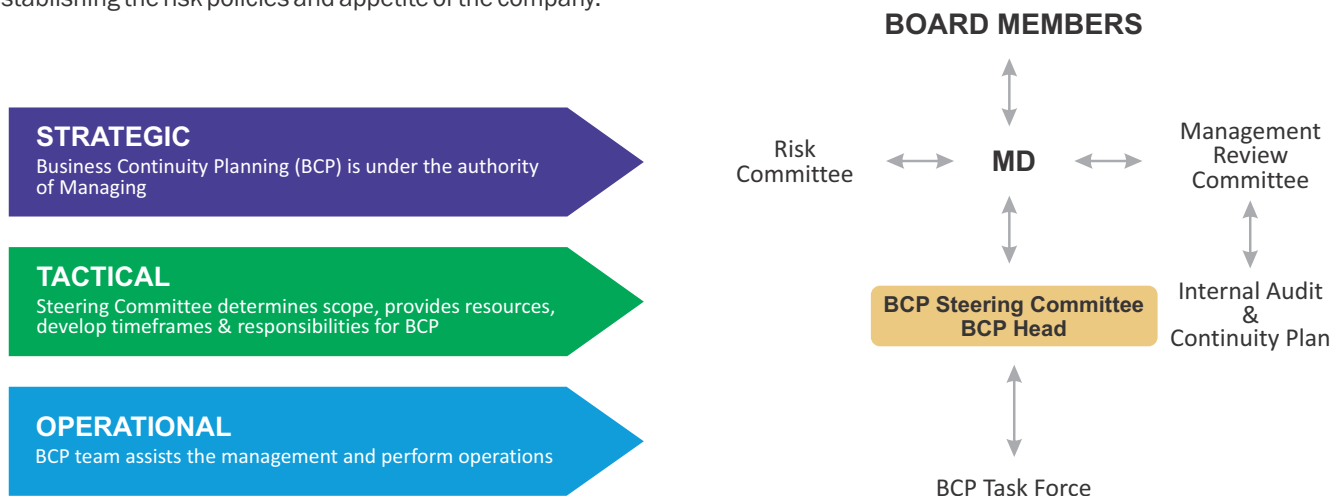 establishing the risk policies and appetite of the company.
STRATEGIC
Business Continuity Planning (BCP) is under the authority
of Managing
TACTICAL
Steering Committee determines scope, provides resources,
develop timeframes & responsibilities for BCP
OPERATIONAL
BCP team assists the management and perform operations
BOARD MEMBERS
Risk
Committee
MD
Management
Review
Committee
BCP Steering Committee
BCP Head
Internal Audit
&
Continuity Plan
BCP Task Force